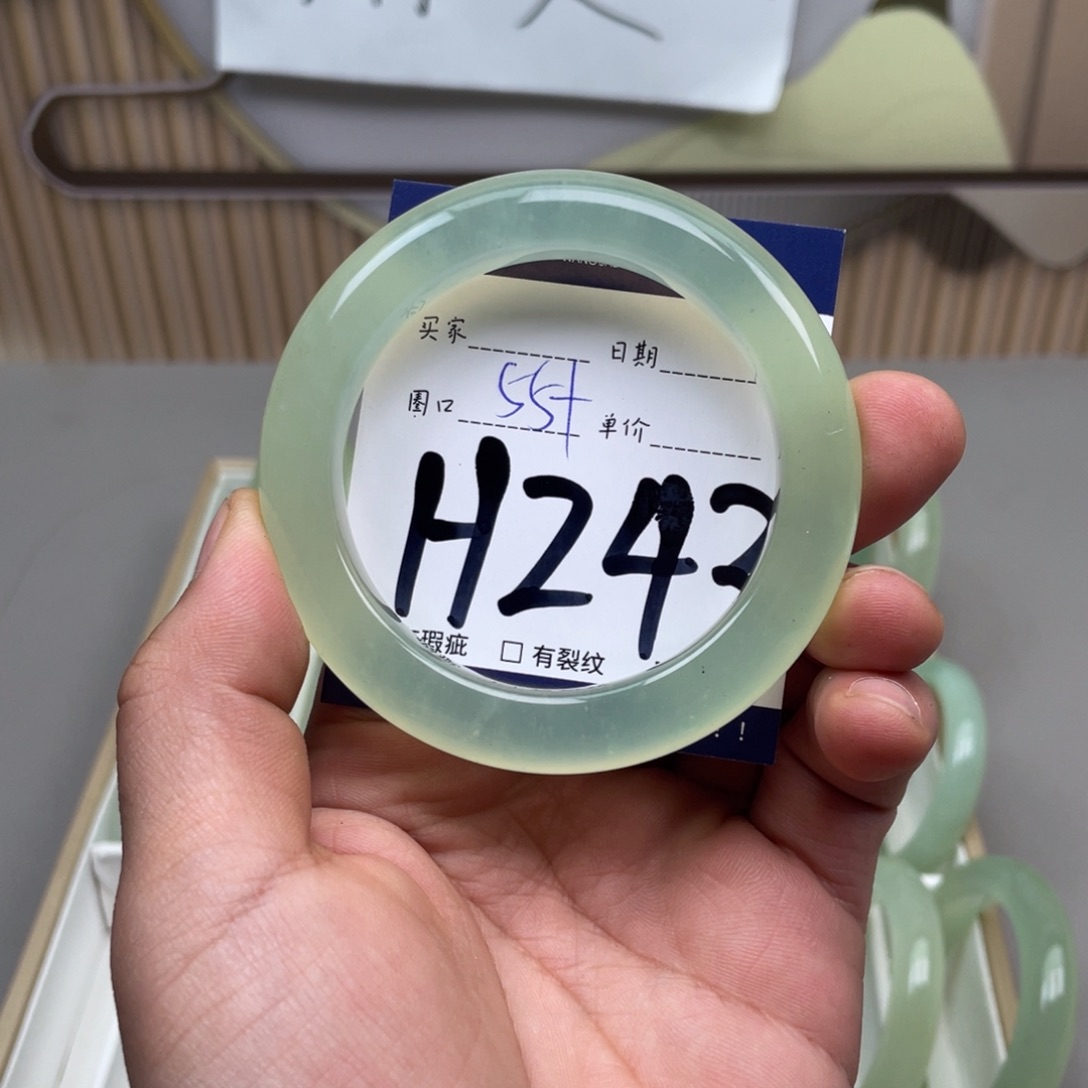 买家 日期
圈口 55+ 单价
H242
瑕疵 □ 有裂纹
!